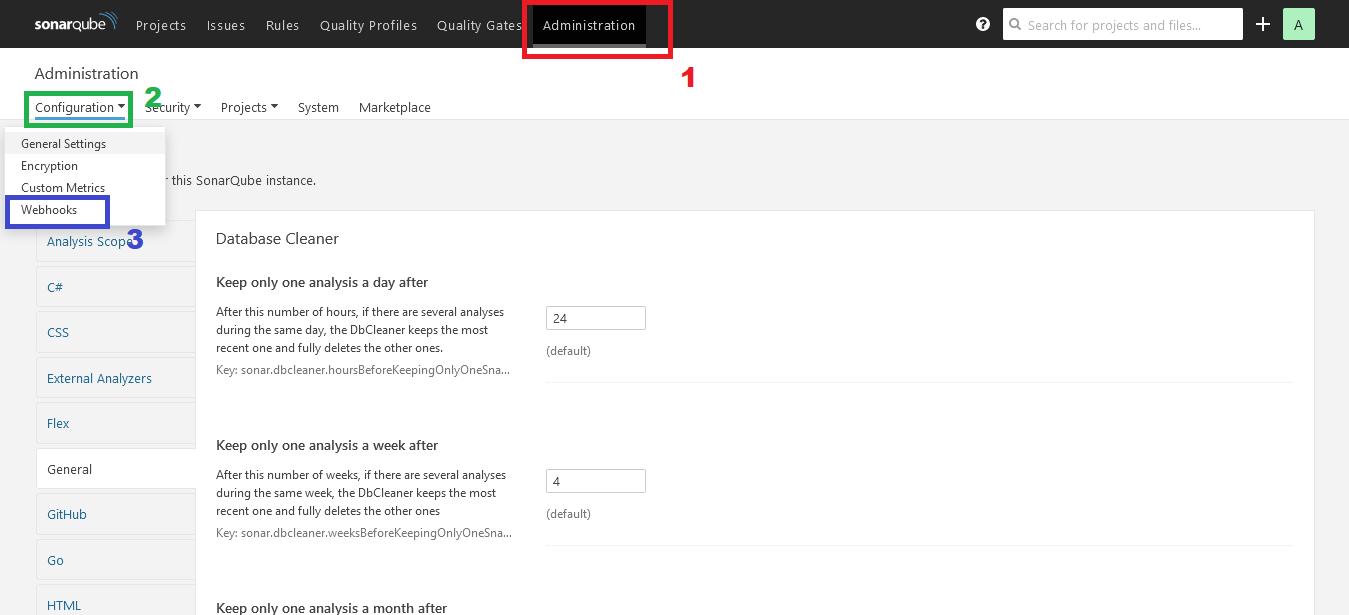 sonarqube Projects Issues Rules Quality Profiles Quality Gates Administration Search for projects and files... A
1
Administration
2
Configuration Security Projects System Marketplace
General Settings
Encryption
Custom Metrics
this SonarQube instance.
Webhooks
3
Analysis Scope
C#
CSS
External Analyzers
Flex
General
GitHub
Go
HTML
Database Cleaner
Keep only one analysis a day after
After this number of hours, if there are several analyses
during the same day, the DbCleaner keeps the most
recent one and fully deletes the other ones.
Key: sonar.dbcleaner.hoursBeforeKeepingOnlyOneSna...
24
(default)
Keep only one analysis a week after
After this number of weeks, if there are several analyses
during the same week, the DbCleaner keeps the most
recent one and fully deletes the other ones
Key: sonar.dbcleaner.weeksBeforeKeepingOnlyOneSna...
4
(default)
Keep only one analysis a month after